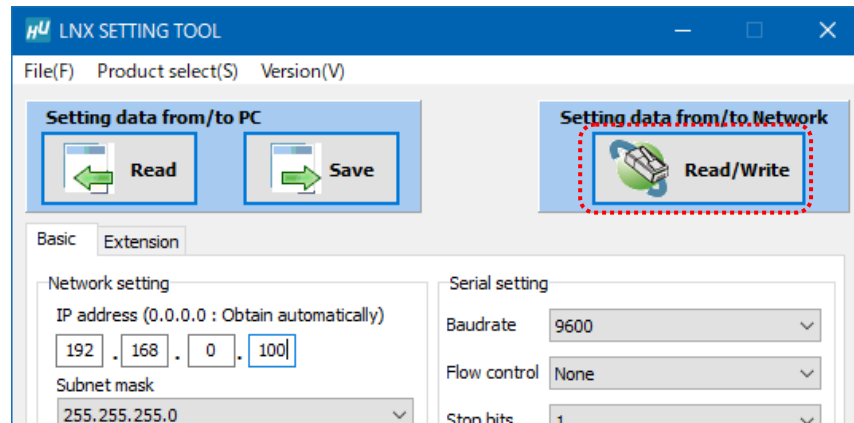 HU LNX SETTING TOOL
File(F) Product select(S) Version(V)
Setting data from/to PC
Read
Save
Setting data from/to Network
Read/Write
Basic
Extension
Network setting
IP address (0.0.0.0 : Obtain automatically)
192 . 168 . 0 . 100
Subnet mask
255.255.255.0
Serial setting
Baudrate 9600
Flow control None
Stop bits 1